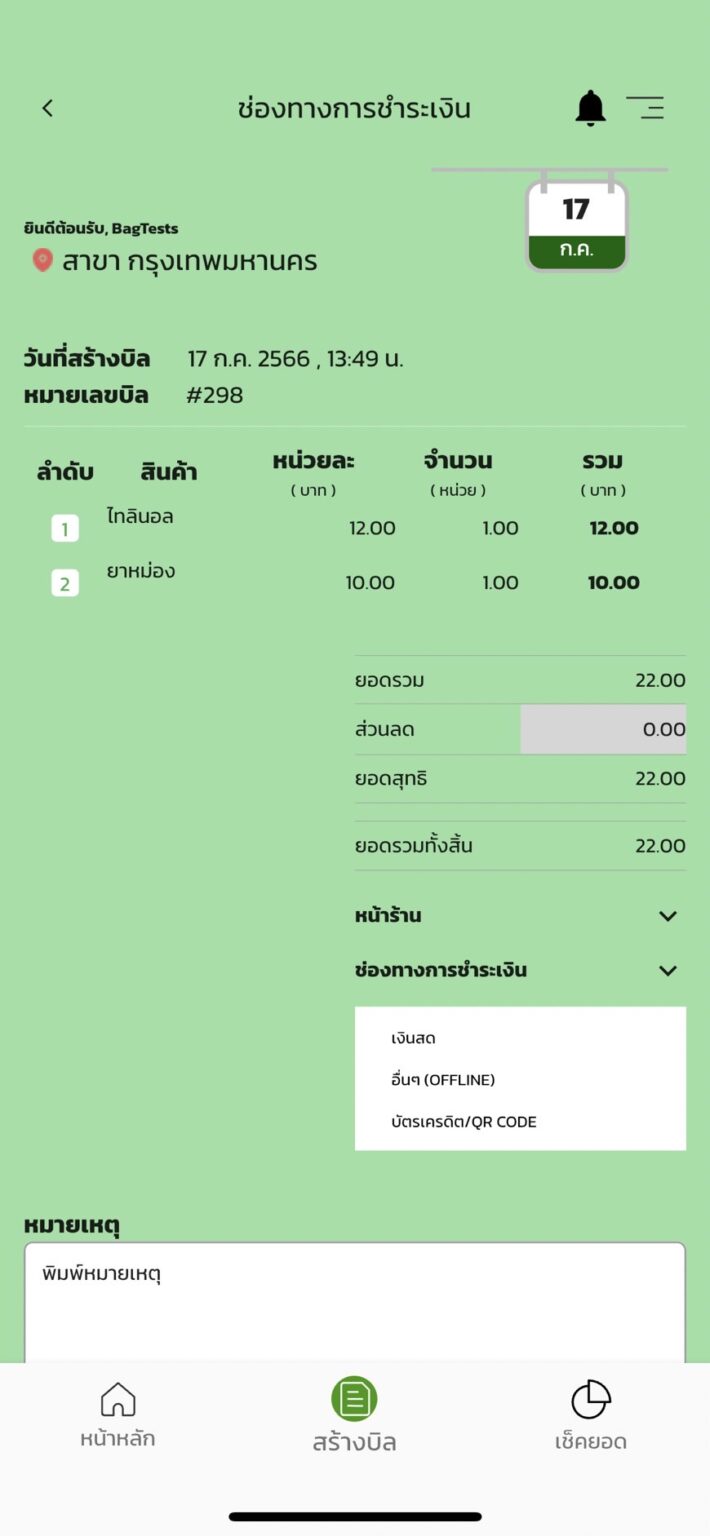 ช่องทางการชำระเงิน
17
ก.ค.
ยินดีต้อนรับ, BagTests
สาขา กรุงเทพมหานคร
วันที่สร้างบิล 17 ก.ค. 2566 , 13:49 น.
หมายเลขบิล #298
ลำดับ สินค้า หน่วยละ จำนวน รวม
( บาท ) ( หน่วย ) ( บาท )
1 ไทลินอล 12.00 1.00 12.00
2 ยาหม่อง 10.00 1.00 10.00
ยอดรวม 22.00
ส่วนลด 0.00
ยอดสุทธิ 22.00
ยอดรวมทั้งสิ้น 22.00
หน้าร้าน
ช่องทางการชำระเงิน
เงินสด
อื่นๆ (OFFLINE)
บัตรเครดิต/QR CODE
หมายเหตุ
พิมพ์หมายเหตุ
หน้าหลัก สร้างบิล เช็คยอด